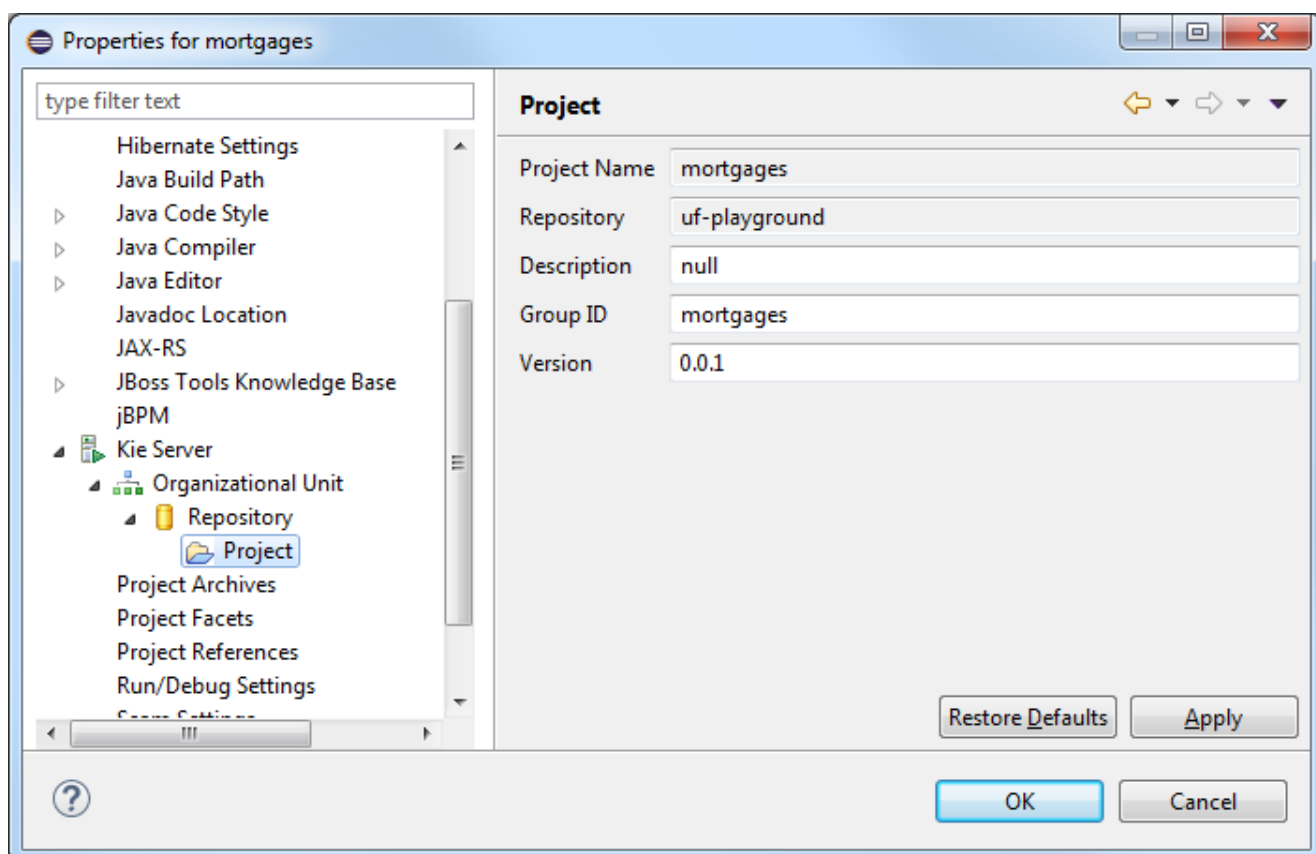 Properties for mortgages
type filter text
Hibernate Settings
Java Build Path
Java Code Style
Java Compiler
Java Editor
Javadoc Location
JAX-RS
JBoss Tools Knowledge Base
jBPM
Kie Server
Organizational Unit
Repository
Project
Project Archives
Project Facets
Project References
Run/Debug Settings
Project
Project Name mortgages
Repository uf-playground
Description null
Group ID mortgages
Version 0.0.1
Restore Defaults Apply
OK Cancel